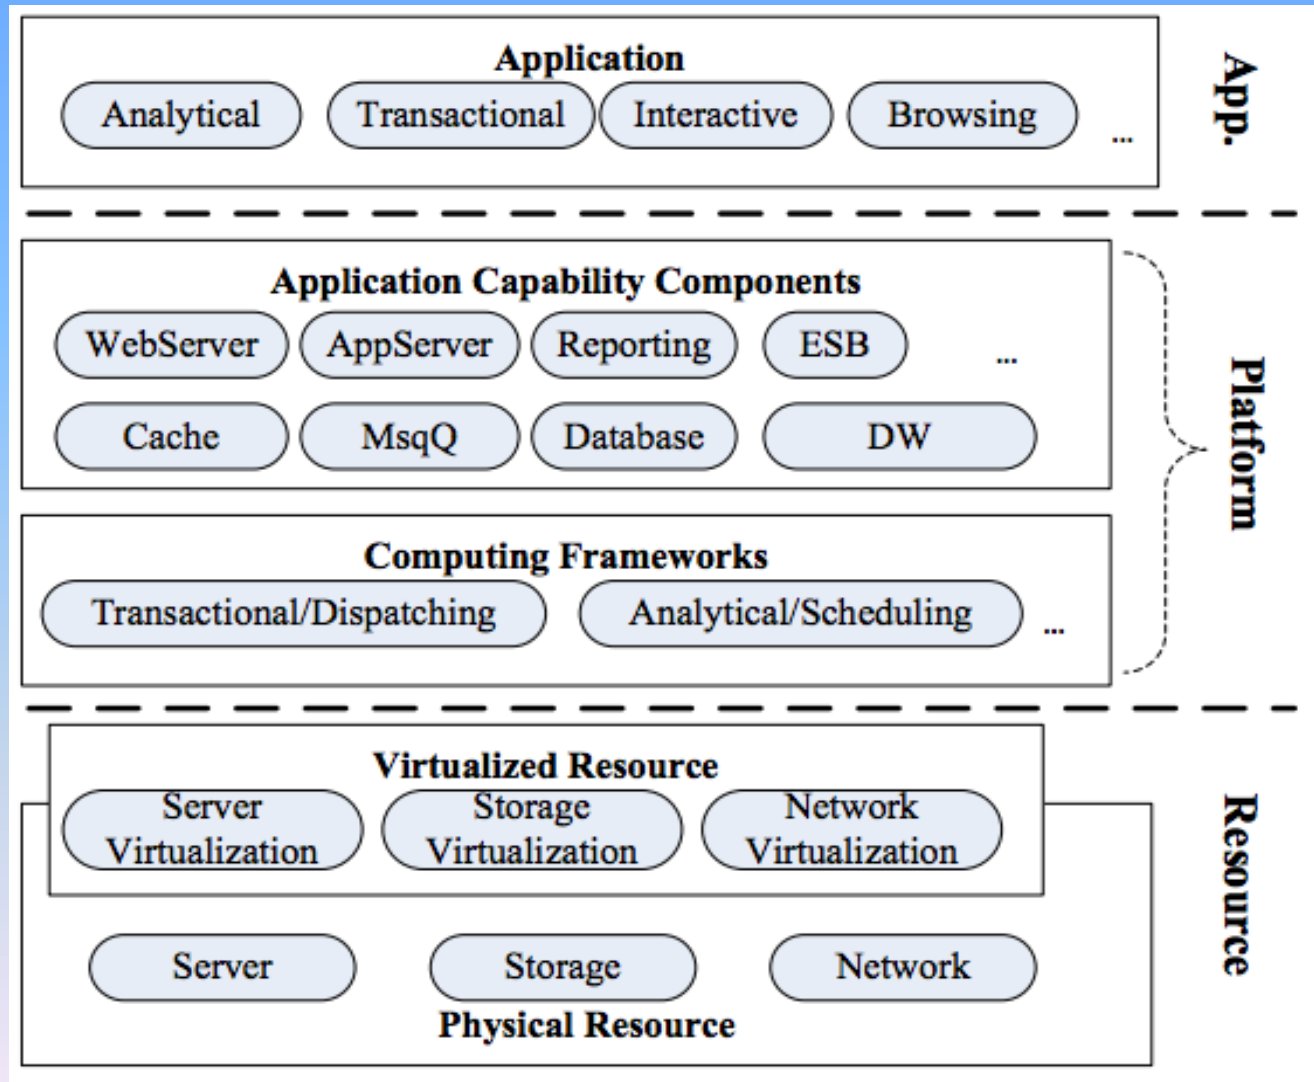 Application
Analytical Transactional Interactive Browsing ...
App.
Application Capability Components
WebServer AppServer Reporting ESB ...
Cache MsqQ Database DW
Platform
Computing Frameworks
Transactional/Dispatching Analytical/Scheduling ...
Virtualized Resource
Server Virtualization
Storage Virtualization
Network Virtualization
Resource
Server Storage Network
Physical Resource